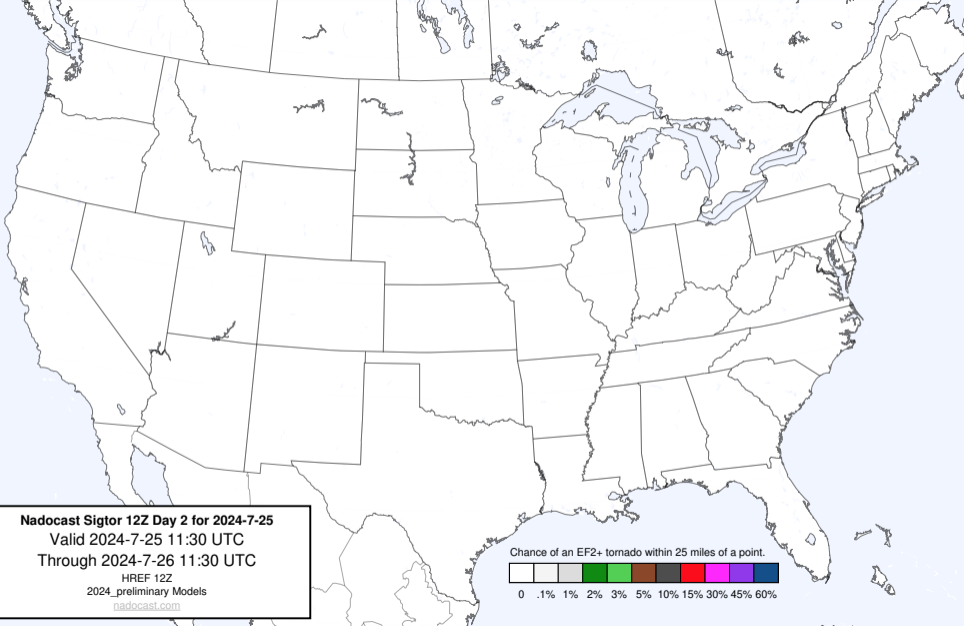 Nadocast Sigtor 12Z Day 2 for 2024-7-25
Valid 2024-7-25 11:30 UTC
Through 2024-7-26 11:30 UTC
HREF 12Z
2024_preliminary Models
nadocast.com
Chance of an EF2+ tornado within 25 miles of a point.
0 .1% 1% 2% 3% 5% 10% 15% 30% 45% 60%